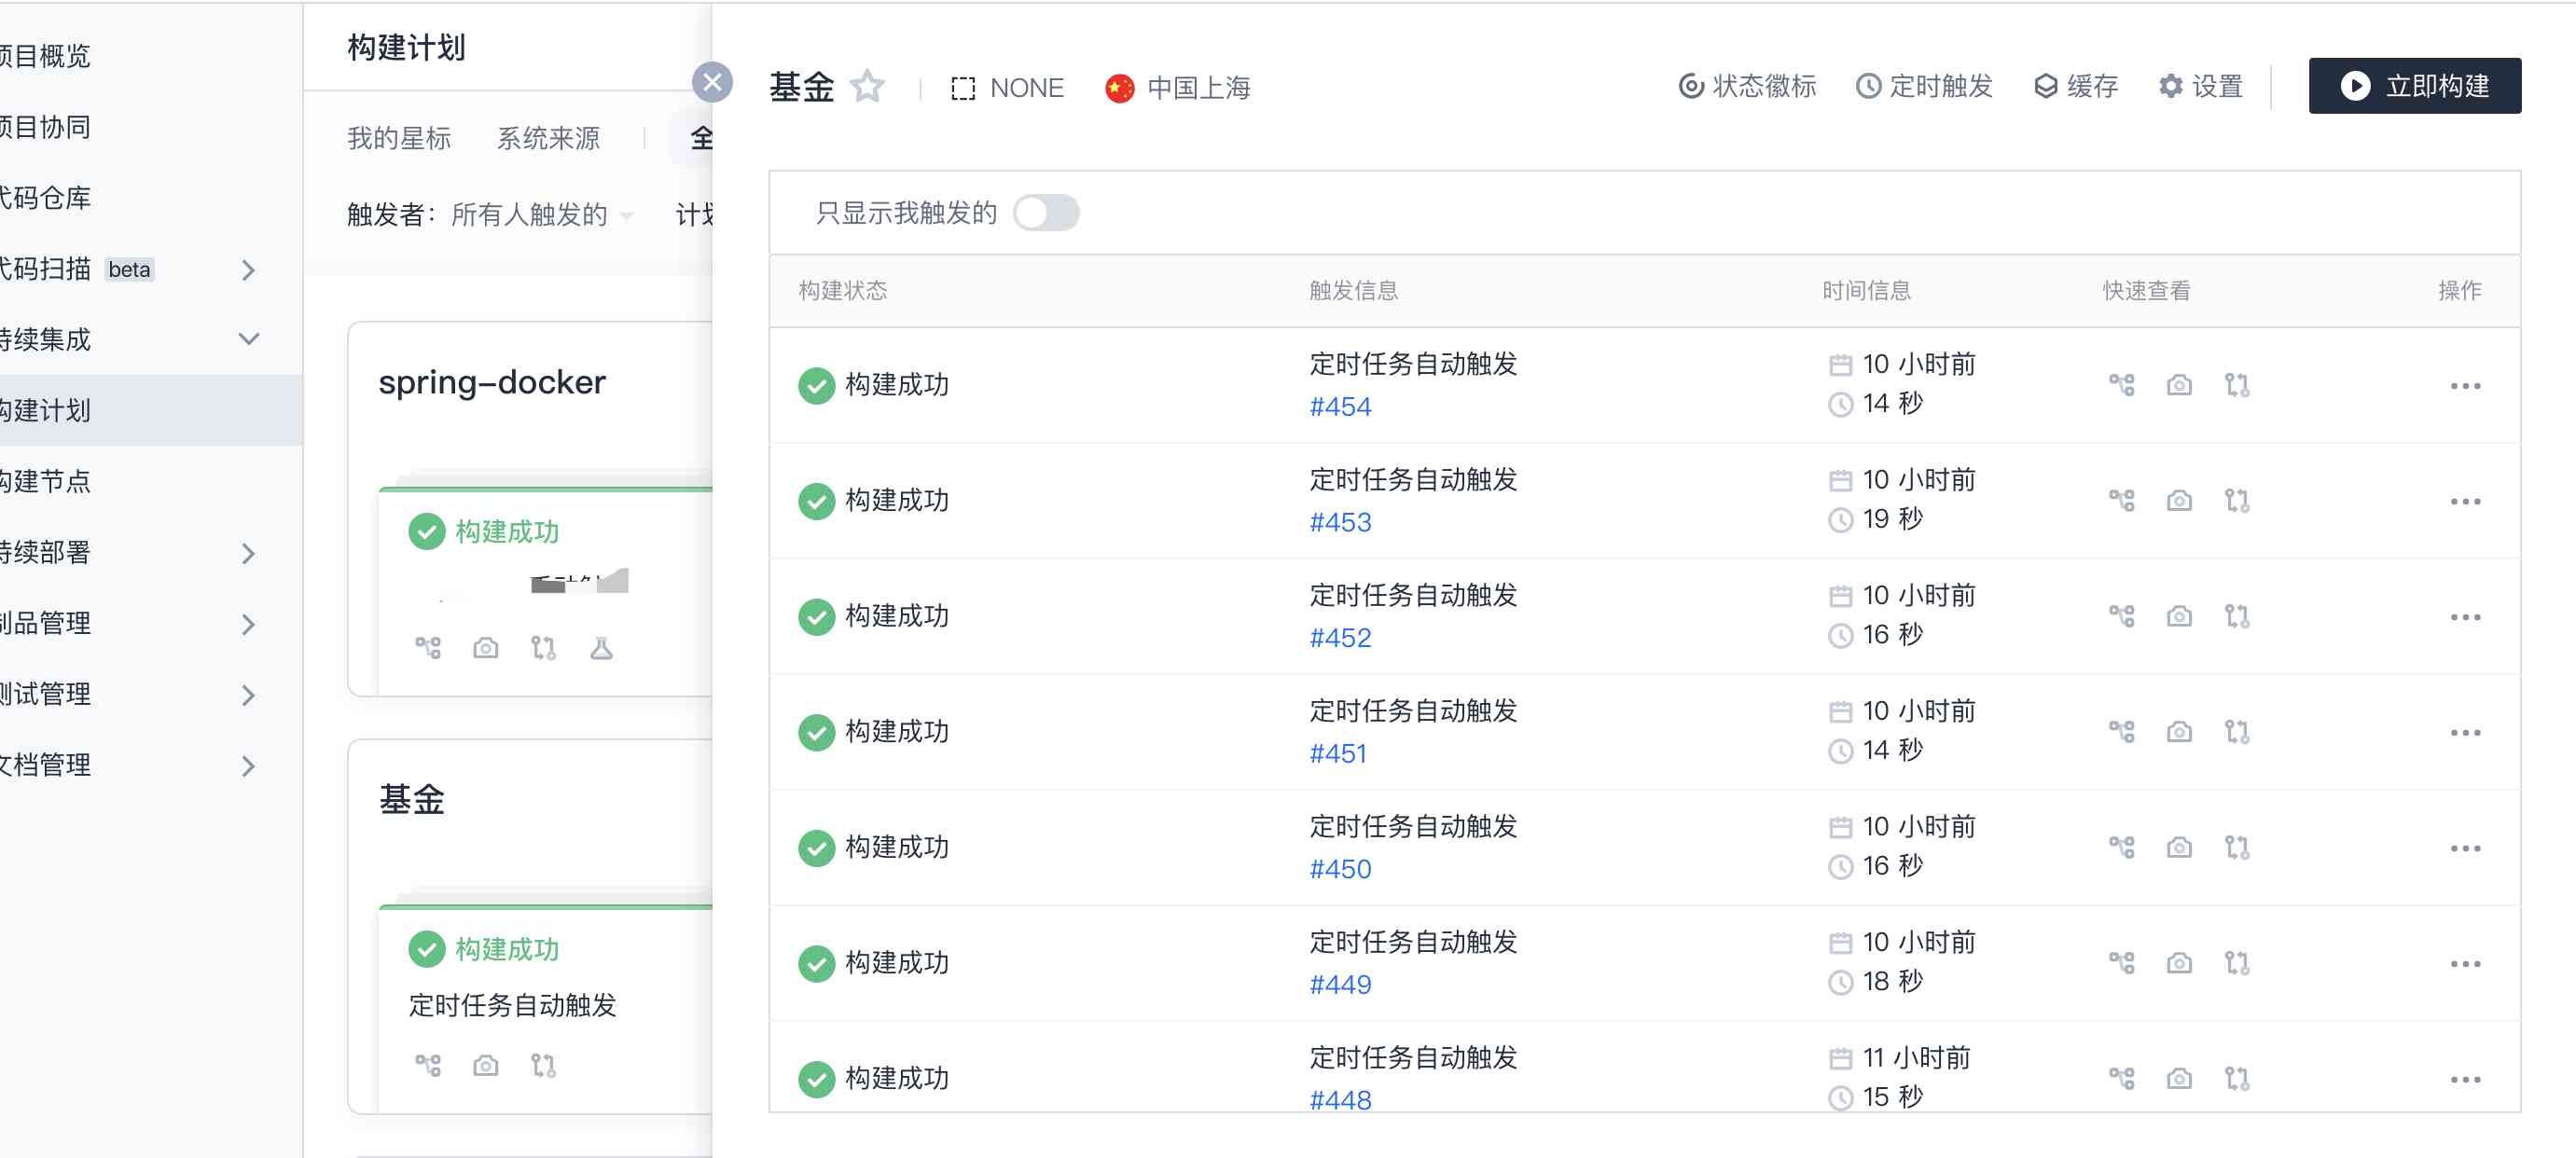 项目概览
项目协同
代码仓库
代码扫描 beta
持续集成
构建计划
构建节点
持续部署
制品管理
测试管理
文档管理
构建计划
我的星标 系统来源 全
触发者：所有人触发的 计划
spring-docker
构建成功
基金
构建成功
定时任务自动触发
基金 NONE 中国上海 状态徽标 定时触发 缓存 设置 立即构建
只显示我触发的
构建状态 触发信息 时间信息 快速查看 操作
构建成功 定时任务自动触发 10 小时前
#454 14 秒
构建成功 定时任务自动触发 10 小时前
#453 19 秒
构建成功 定时任务自动触发 10 小时前
#452 16 秒
构建成功 定时任务自动触发 10 小时前
#451 14 秒
构建成功 定时任务自动触发 10 小时前
#450 16 秒
构建成功 定时任务自动触发 10 小时前
#449 18 秒
构建成功 定时任务自动触发 11 小时前
#448 15 秒